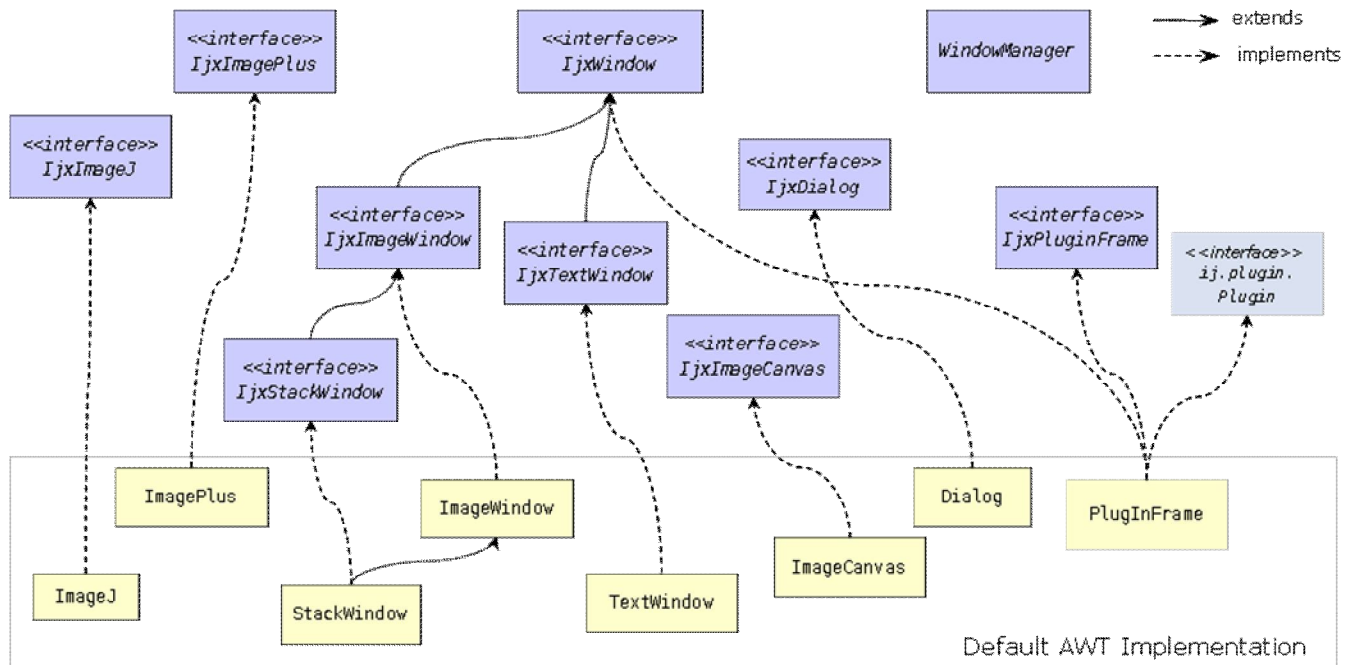 <<interface>>
IjxImagePlus
<<interface>>
IjxWindow
WindowManager
extends
implements
<<interface>>
IjxImageJ
<<interface>>
IjxDialog
<<interface>>
IjxImageWindow
<<interface>>
IjxTextWindow
<<interface>>
IjxPluginFrame
<<interface>>
ij.plugin.
Plugin
<<interface>>
IjxStackWindow
<<interface>>
IjxImageCanvas
ImagePlus
ImageWindow
Dialog
PlugInFrame
ImageJ
StackWindow
TextWindow
ImageCanvas
Default AWT Implementation